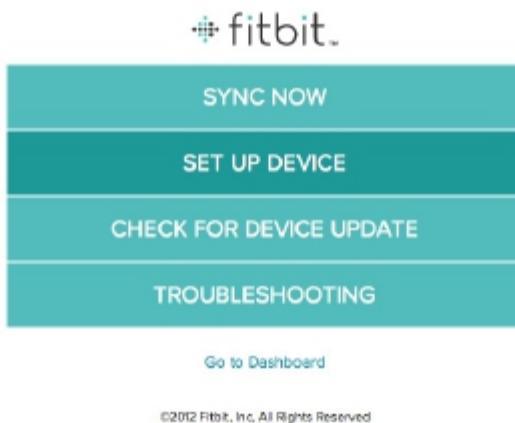 fitbit™
SYNC NOW
SET UP DEVICE
CHECK FOR DEVICE UPDATE
TROUBLESHOOTING
Go to Dashboard
©2012 Fitbit, Inc. All Rights Reserved